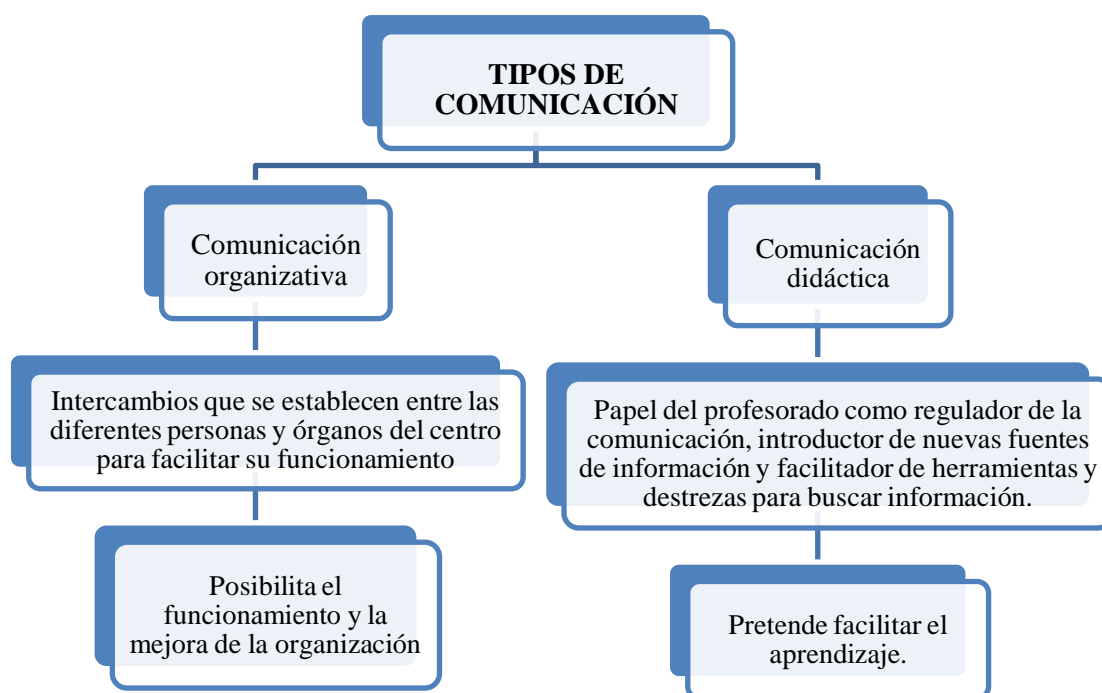 TIPOS DE
COMUNICACIÓN
Comunicación
organizativa
Comunicación
didáctica
Intercambios que se establecen entre las
diferentes personas y órganos del centro
para facilitar su funcionamiento
Papel del profesorado como regulador de la
comunicación, introductor de nuevas fuentes
de información y facilitador de herramientas y
destrezas para buscar información.
Posibilita el
funcionamiento y la
mejora de la organización
Pretende facilitar el
aprendizaje.